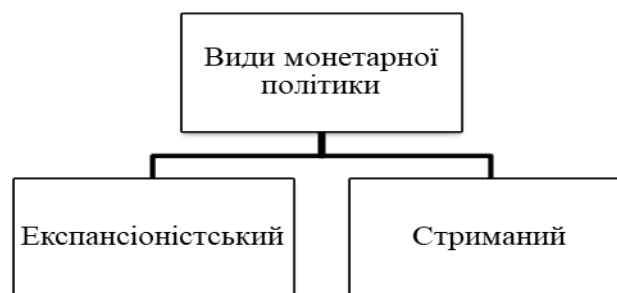 Види монетарної
політики
Експансіоністський
Стриманий